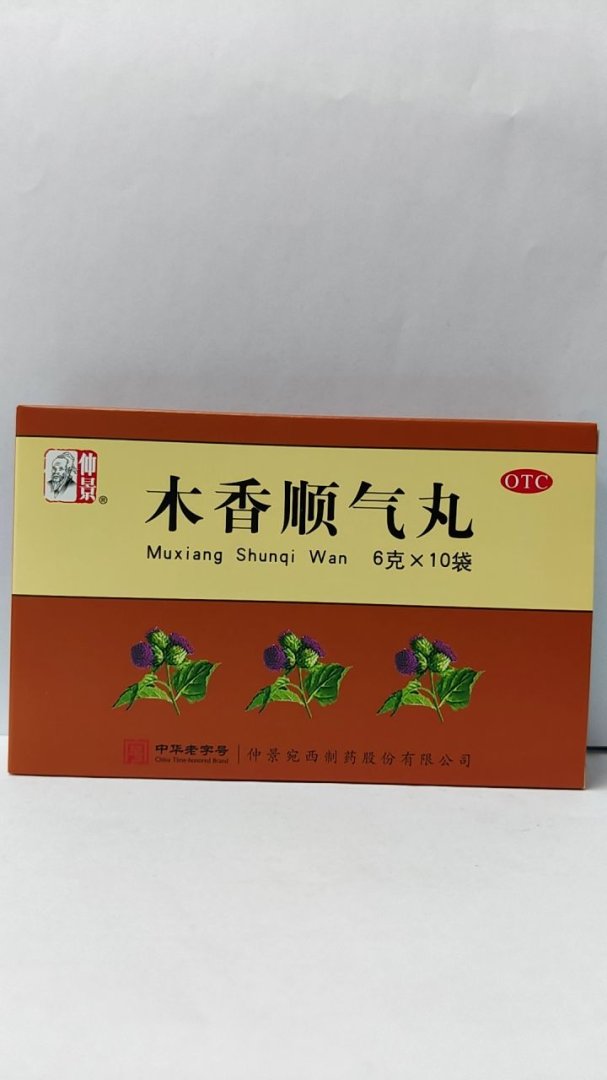 仲景®
木香顺气丸
OTC
Muxiang Shunqi Wan 6克×10袋
中华老字号
China Time-honored Brand
仲景宛西制药股份有限公司